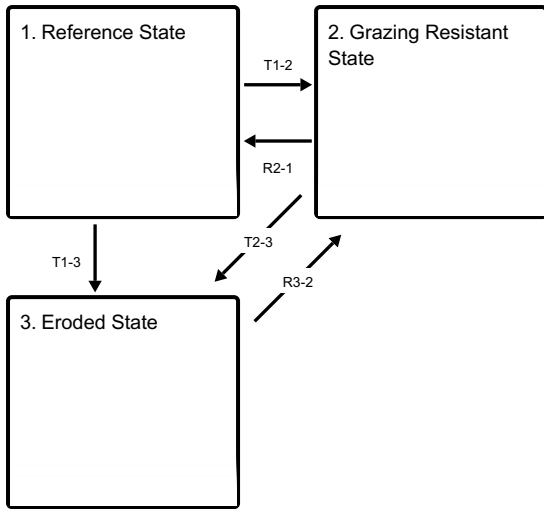 1. Reference State
2. Grazing Resistant
State
T1-2
R2-1
T1-3
T2-3
R3-2
3. Eroded State